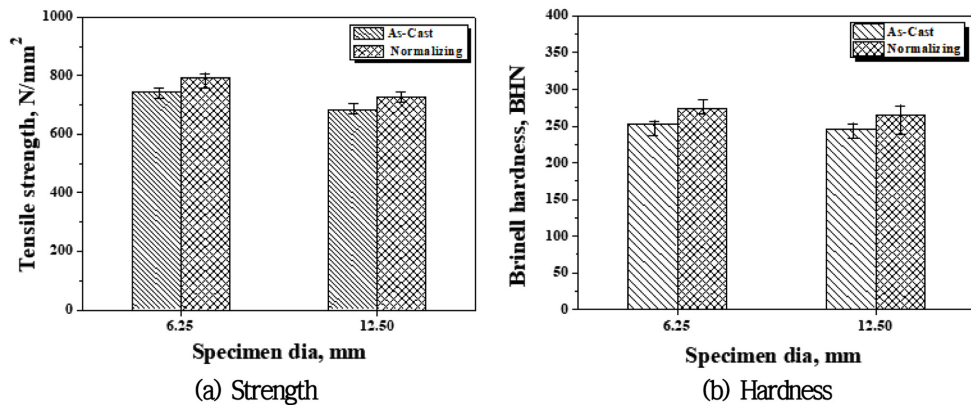 1000
800
600
400
200
0
Tensile strength, N/mm²
As-Cast
Normalizing
6.25
12.50
Specimen dia, mm
(a) Strength
400
350
300
250
200
150
100
50
0
Brinell hardness, BHN
As-Cast
Normalizing
6.25
12.50
Specimen dia, mm
(b) Hardness